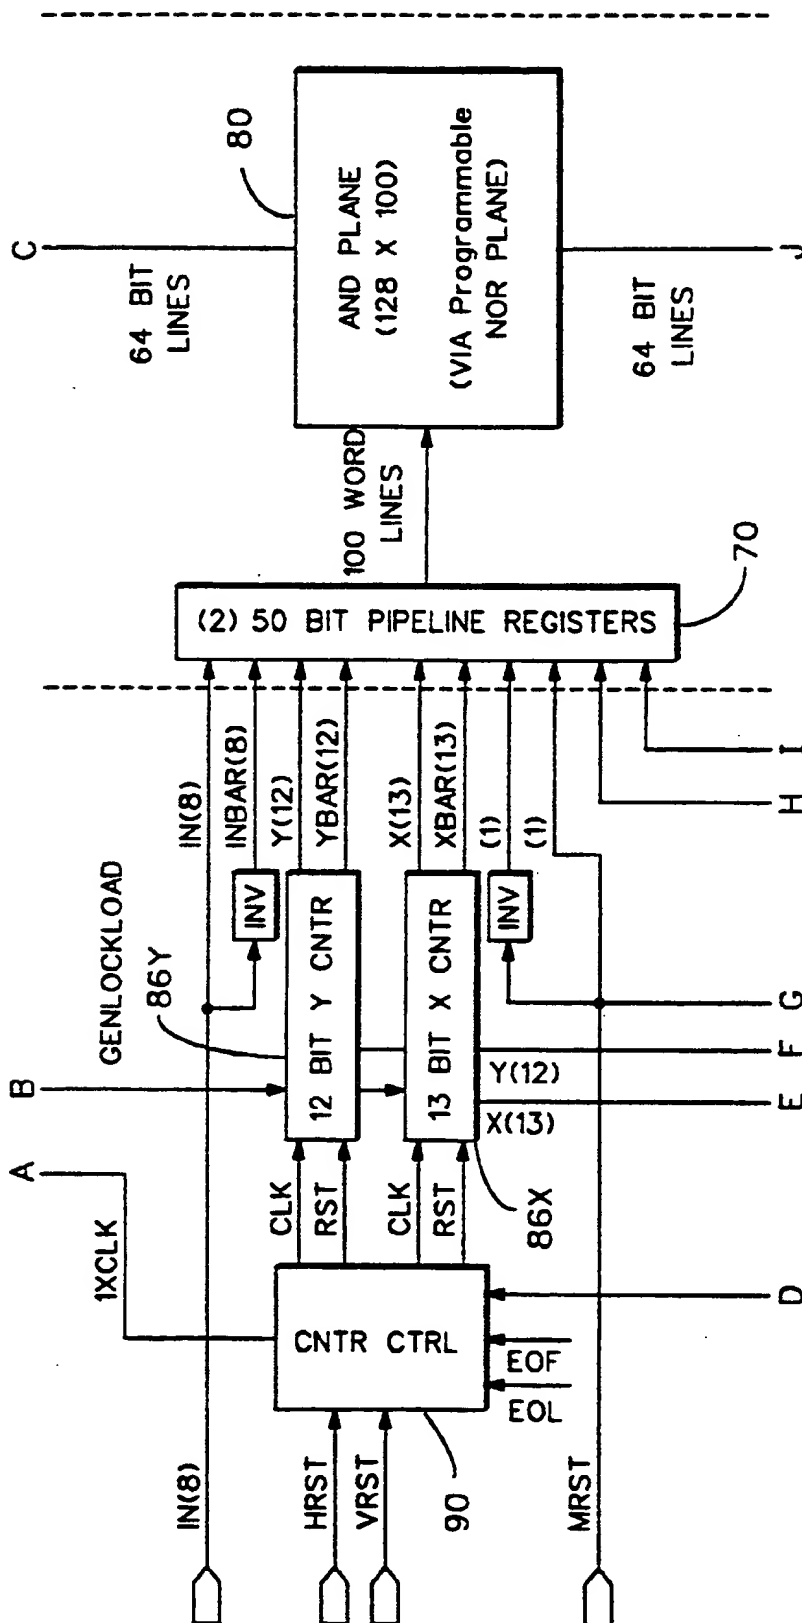 A
B
C
1XCLK
GENLOCKLOAD
86Y
64 BIT
LINES
80
IN(8)
HRST
VRST
90
MRST
CNTR CTRL
EOF
EOL
CLK
RST
CLK
RST
12 BIT Y CNTR
13 BIT X CNTR
86X
X(13)
Y(12)
INV
INV
IN(8)
INBAR(8)
Y(12)
YBAR(12)
X(13)
XBAR(13)
(1)
(1)
(2) 50 BIT PIPELINE REGISTERS
70
100 WORD
LINES
AND PLANE
(128 X 100)
(VIA Programmable
NOR PLANE)
64 BIT
LINES
D
E
F
G
H
I
J